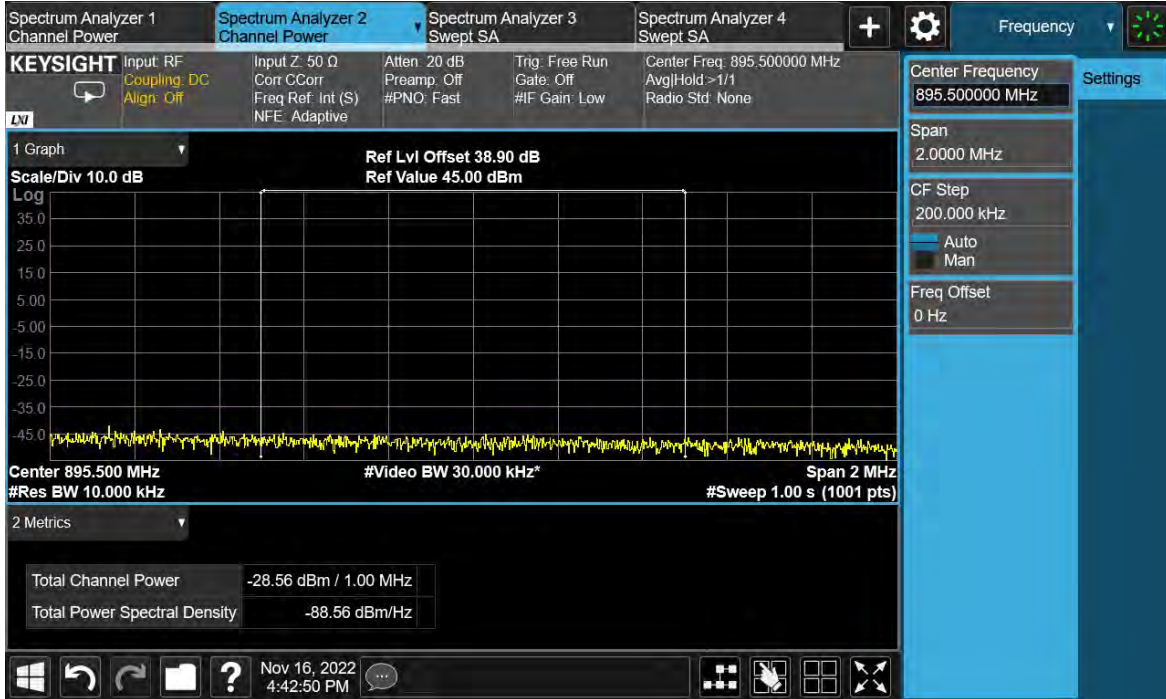 Spectrum Analyzer 1
Channel Power
Spectrum Analyzer 2
Channel Power
Spectrum Analyzer 3
Swept SA
Spectrum Analyzer 4
Swept SA
+
Frequency
KEYSIGHT
LXI
Input: RF
Coupling: DC
Align: Off
Input Z: 50 Ω
Corr CCorr
Freq Ref: Int (S)
NFE: Adaptive
Atten: 20 dB
Preamp: Off
#PNO: Fast
Trig: Free Run
Gate: Off
#IF Gain: Low
Center Freq: 895.500000 MHz
Avg|Hold:>1/1
Radio Std: None
Center Frequency
895.500000 MHz
Settings
Span
2.0000 MHz
CF Step
200.000 kHz
Auto
Man
Freq Offset
0 Hz
1 Graph
Scale/Div 10.0 dB
Ref Lvl Offset 38.90 dB
Ref Value 45.00 dBm
Log
35.0
25.0
15.0
5.00
-5.00
-15.0
-25.0
-35.0
-45.0
Center 895.500 MHz
#Res BW 10.000 kHz
#Video BW 30.000 kHz*
Span 2 MHz
#Sweep 1.00 s (1001 pts)
2 Metrics
Total Channel Power -28.56 dBm / 1.00 MHz
Total Power Spectral Density -88.56 dBm/Hz
?
Nov 16, 2022
4:42:50 PM